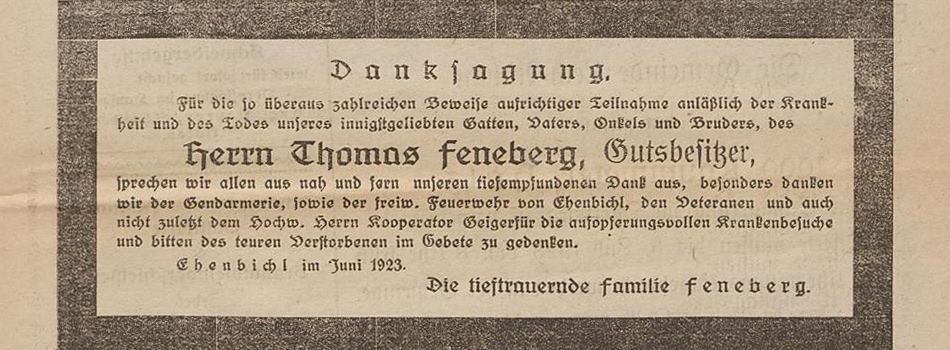 Danksagung.
Für die so überaus zahlreichen Beweise aufrichtiger Teilnahme anläßlich der Krank-
heit und des Todes unseres innigstgeliebten Gatten, Vaters, Onkels und Bruders, des
Herrn Thomas Feneberg, Gutsbesitzer,
sprechen wir allen aus nah und fern nnseren tiefempfundenen Dank aus, besonders danken
wir der Gendarmerie, sowie der freiw. Feuerwehr von Ehenbichl, den Veteranen und auch
nicht zuletzt dem Hochw. Herrn Kooperator Geigerfür die aufopferungsvollen Krankenbesuche
und bitten des teuren Verstorbenen im Gebete zu gedenken.
Ehenbichl im Juni 1923.
Die tieftrauernde Familie Feneberg.